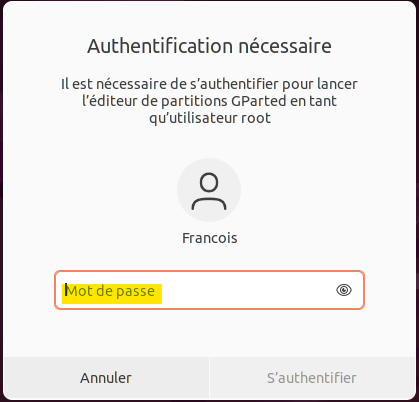 Authentification nécessaire
Il est nécessaire de s’authentifier pour lancer
l’éditeur de partitions GParted en tant
qu’utilisateur root
Francois
Mot de passe
Annuler
S’authentifier